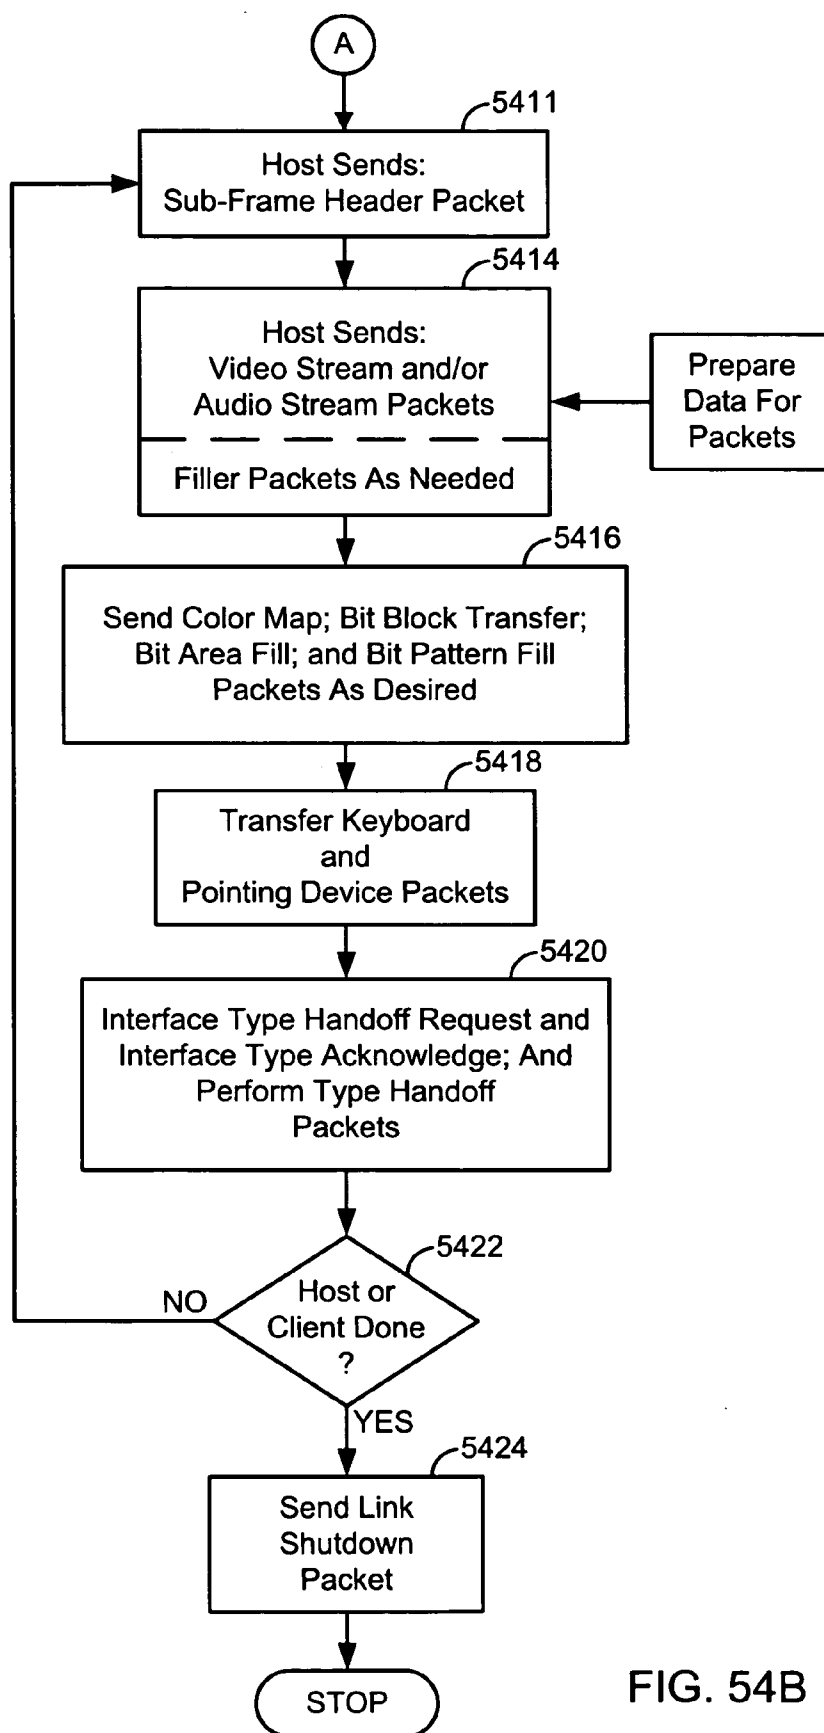 A
5411
Host Sends:
Sub-Frame Header Packet
5414
Host Sends:
Video Stream and/or
Audio Stream Packets
Filler Packets As Needed
Prepare
Data For
Packets
5416
Send Color Map; Bit Block Transfer;
Bit Area Fill; and Bit Pattern Fill
Packets As Desired
5418
Transfer Keyboard
and
Pointing Device Packets
5420
Interface Type Handoff Request and
Interface Type Acknowledge; And
Perform Type Handoff
Packets
5422
Host or
Client Done
?
NO
YES
5424
Send Link
Shutdown
Packet
STOP
FIG. 54B